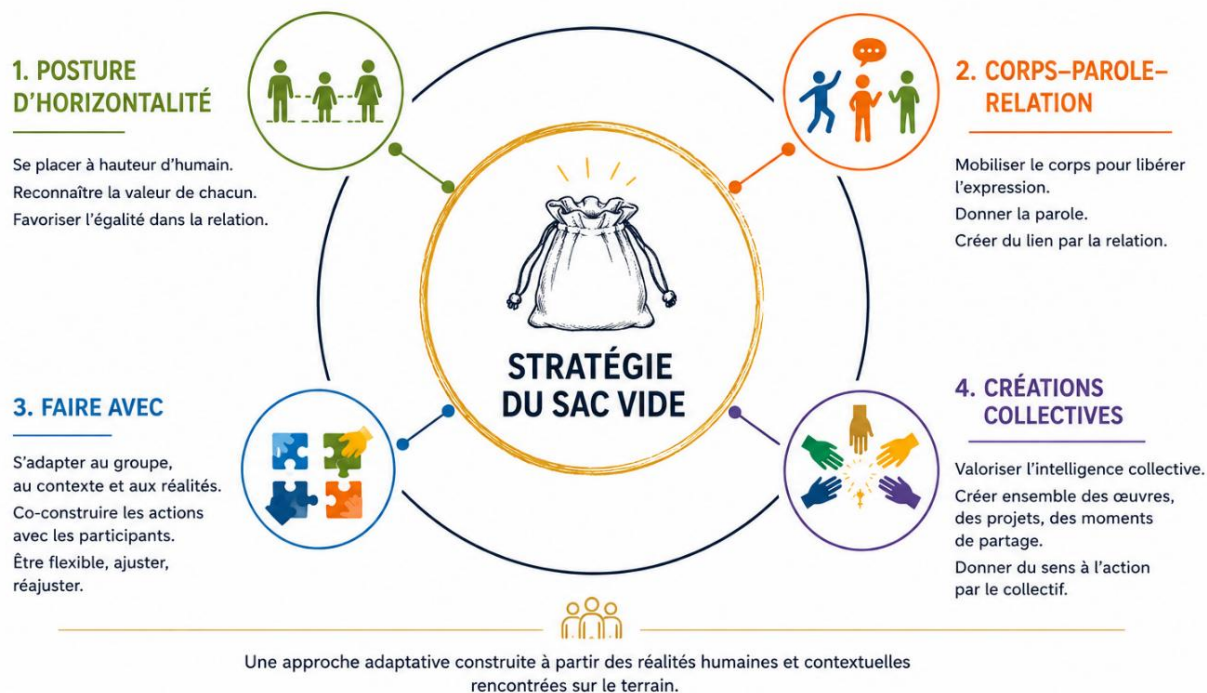 1. POSTURE
D’HORIZONTALITÉ
Se placer à hauteur d’humain.
Reconnaître la valeur de chacun.
Favoriser l’égalité dans la relation.
2. CORPS–PAROLE–
RELATION
Mobiliser le corps pour libérer
l’expression.
Donner la parole.
Créer du lien par la relation.
STRATÉGIE
DU SAC VIDE
3. FAIRE AVEC
S’adapter au groupe,
au contexte et aux réalités.
Co-construire les actions
avec les participants.
Être flexible, ajuster,
réajuster.
4. CRÉATIONS
COLLECTIVES
Valoriser l’intelligence collective.
Créer ensemble des œuvres,
des projets, des moments
de partage.
Donner du sens à l’action
par le collectif.
Une approche adaptative construite à partir des réalités humaines et contextuelles
rencontrées sur le terrain.